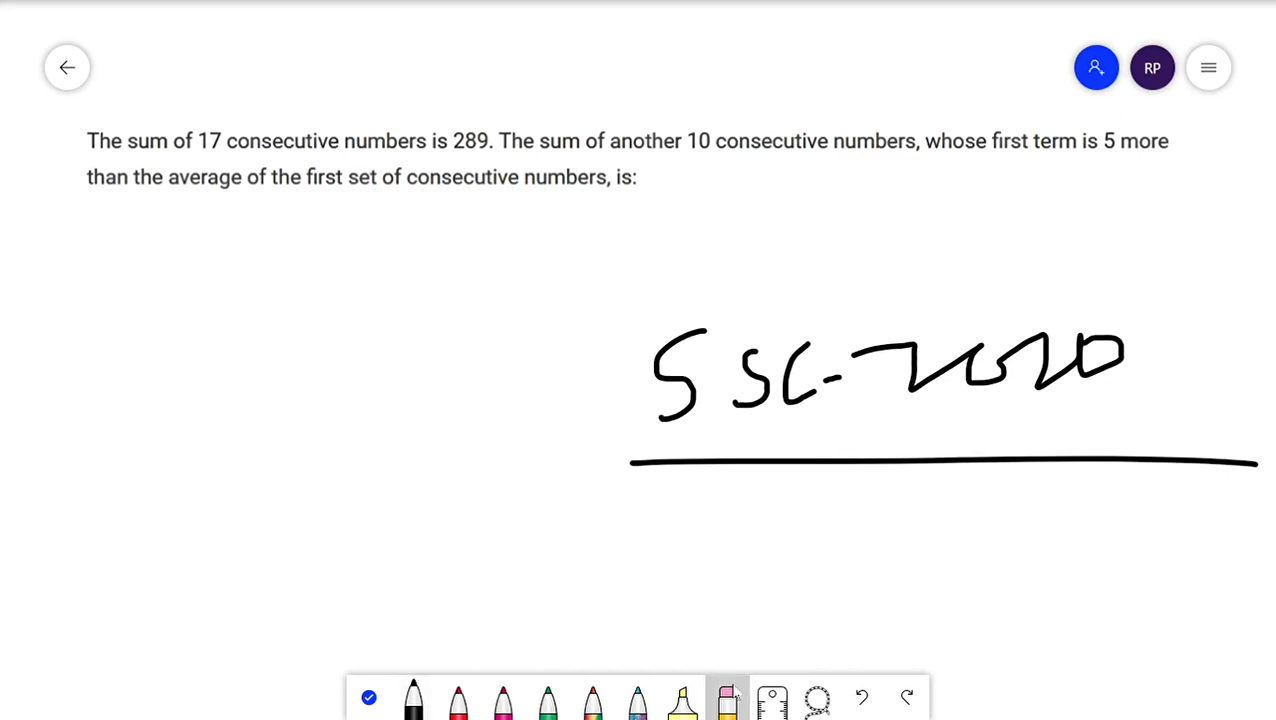 RP
The sum of 17 consecutive numbers is 289. The sum of another 10 consecutive numbers, whose first term is 5 more
than the average of the first set of consecutive numbers, is:
SSC-2020